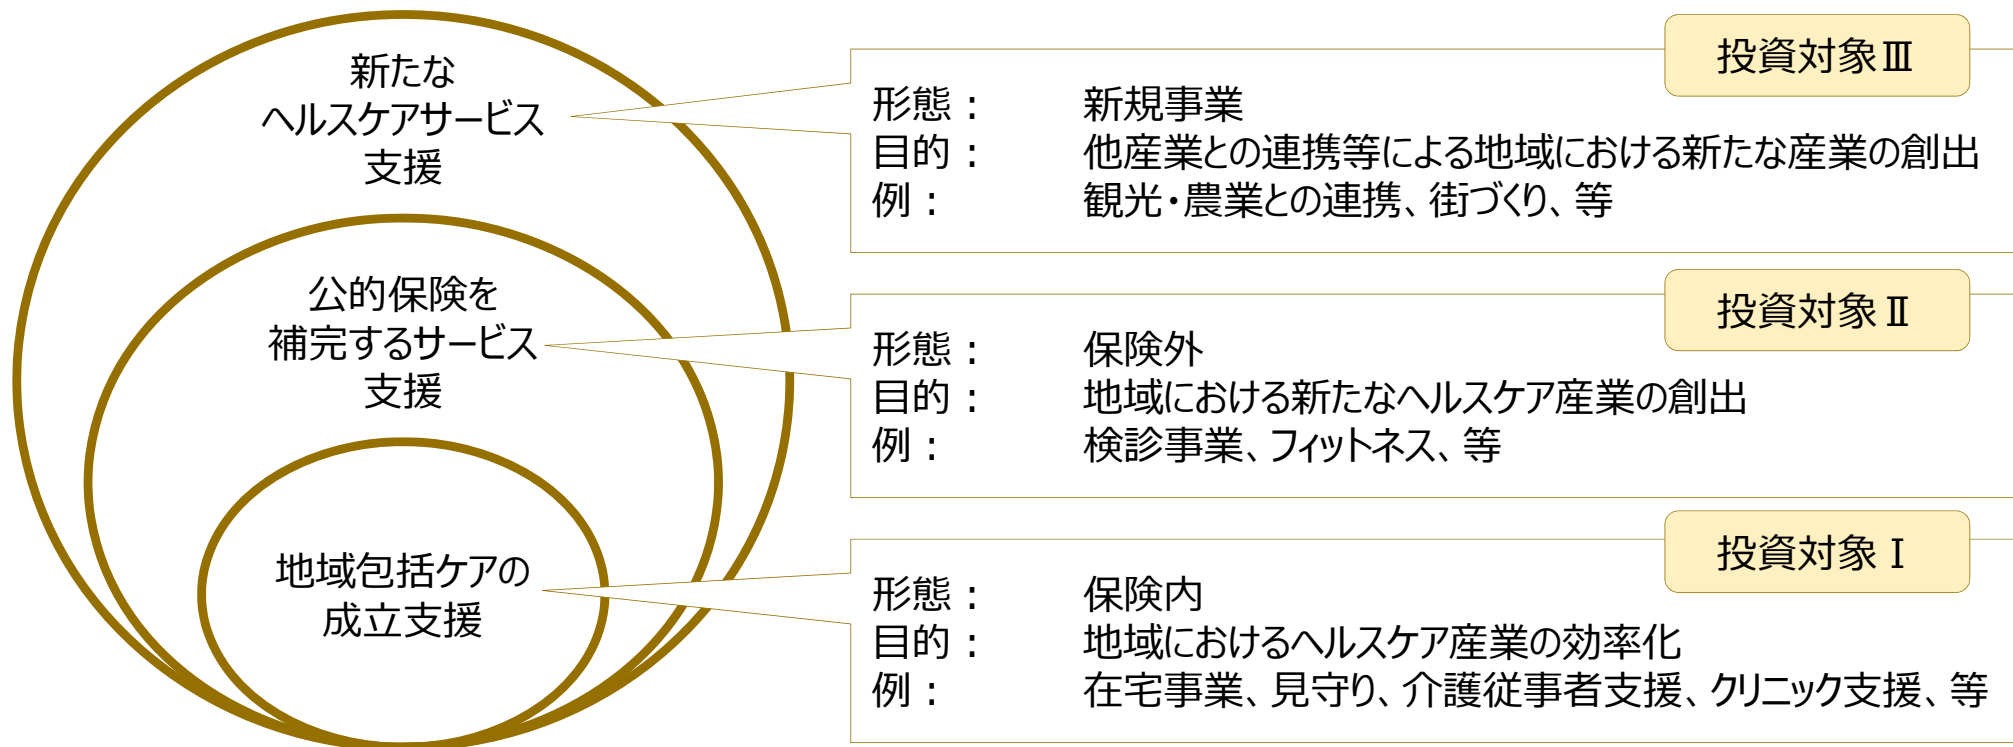 新たな
ヘルスケアサービス
支援
投資対象Ⅲ
形態： 新規事業
目的： 他産業との連携等による地域における新たな産業の創出
例： 観光・農業との連携、街づくり、等
公的保険を
補完するサービス
支援
投資対象Ⅱ
形態： 保険外
目的： 地域における新たなヘルスケア産業の創出
例： 検診事業、フィットネス、等
地域包括ケアの
成立支援
投資対象Ⅰ
形態： 保険内
目的： 地域におけるヘルスケア産業の効率化
例： 在宅事業、見守り、介護従事者支援、クリニック支援、等